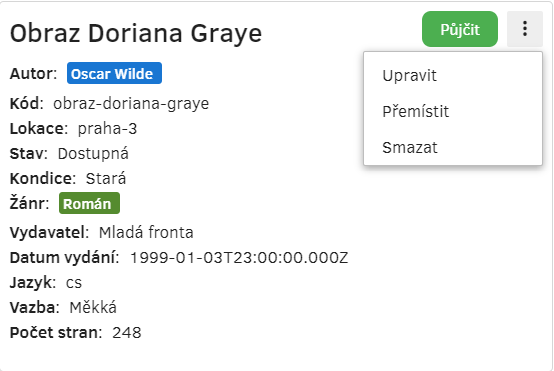 Obraz Doriana Graye
Půjčit
Upravit
Přemístit
Smazat
Autor: Oscar Wilde
Kód: obraz-doriana-graye
Lokace: praha-3
Stav: Dostupná
Kondice: Stará
Žánr: Román
Vydavatel: Mladá fronta
Datum vydání: 1999-01-03T23:00:00.000Z
Jazyk: cs
Vazba: Měkká
Počet stran: 248